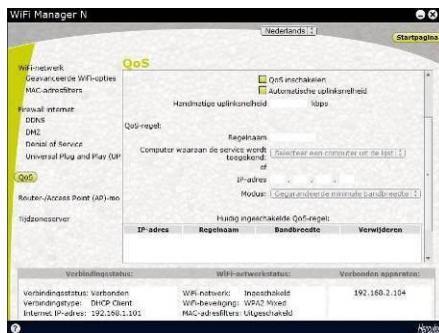 WiFi Manager N
Nederlands
Startpagina
QoS
WiFi-netwerk
Geavanceerde WiFi-opties
MAC-adresfilters
Firewall internet
DDNS
DMZ
Denial of Service
Universal Plug and Play (UP
QoS
Router-/Access Point (AP)-mo
Tijdzoneserver
QoS inschakelen
Automatische uplinksnelheid
Handmatige uplinksnelheid kbps
QoS-regel:
Regelnaam
Computer waaraan de service wordt toegekend:
Selecteer een computer uit de lijst
of
IP-adres . . .
Modus: Gegarandeerde minimale bandbreedte
Huidig ingeschakelde QoS-regel:
IP-adres Regelnaam Bandbreedte Verwijderen
Verbindingsstatus: WiFi-netwerkstatus: Verbonden apparaten:
Verbindingsstatus: Verbonden WiFi-netwerk: Ingeschakeld 192.168.2.104
Verbindingstype: DHCP Client WiFi-beveiliging: WPA2 Mixed
Internet IP-adres: 192.168.1.101 MAC-adresfilters: Uitgeschakeld
?